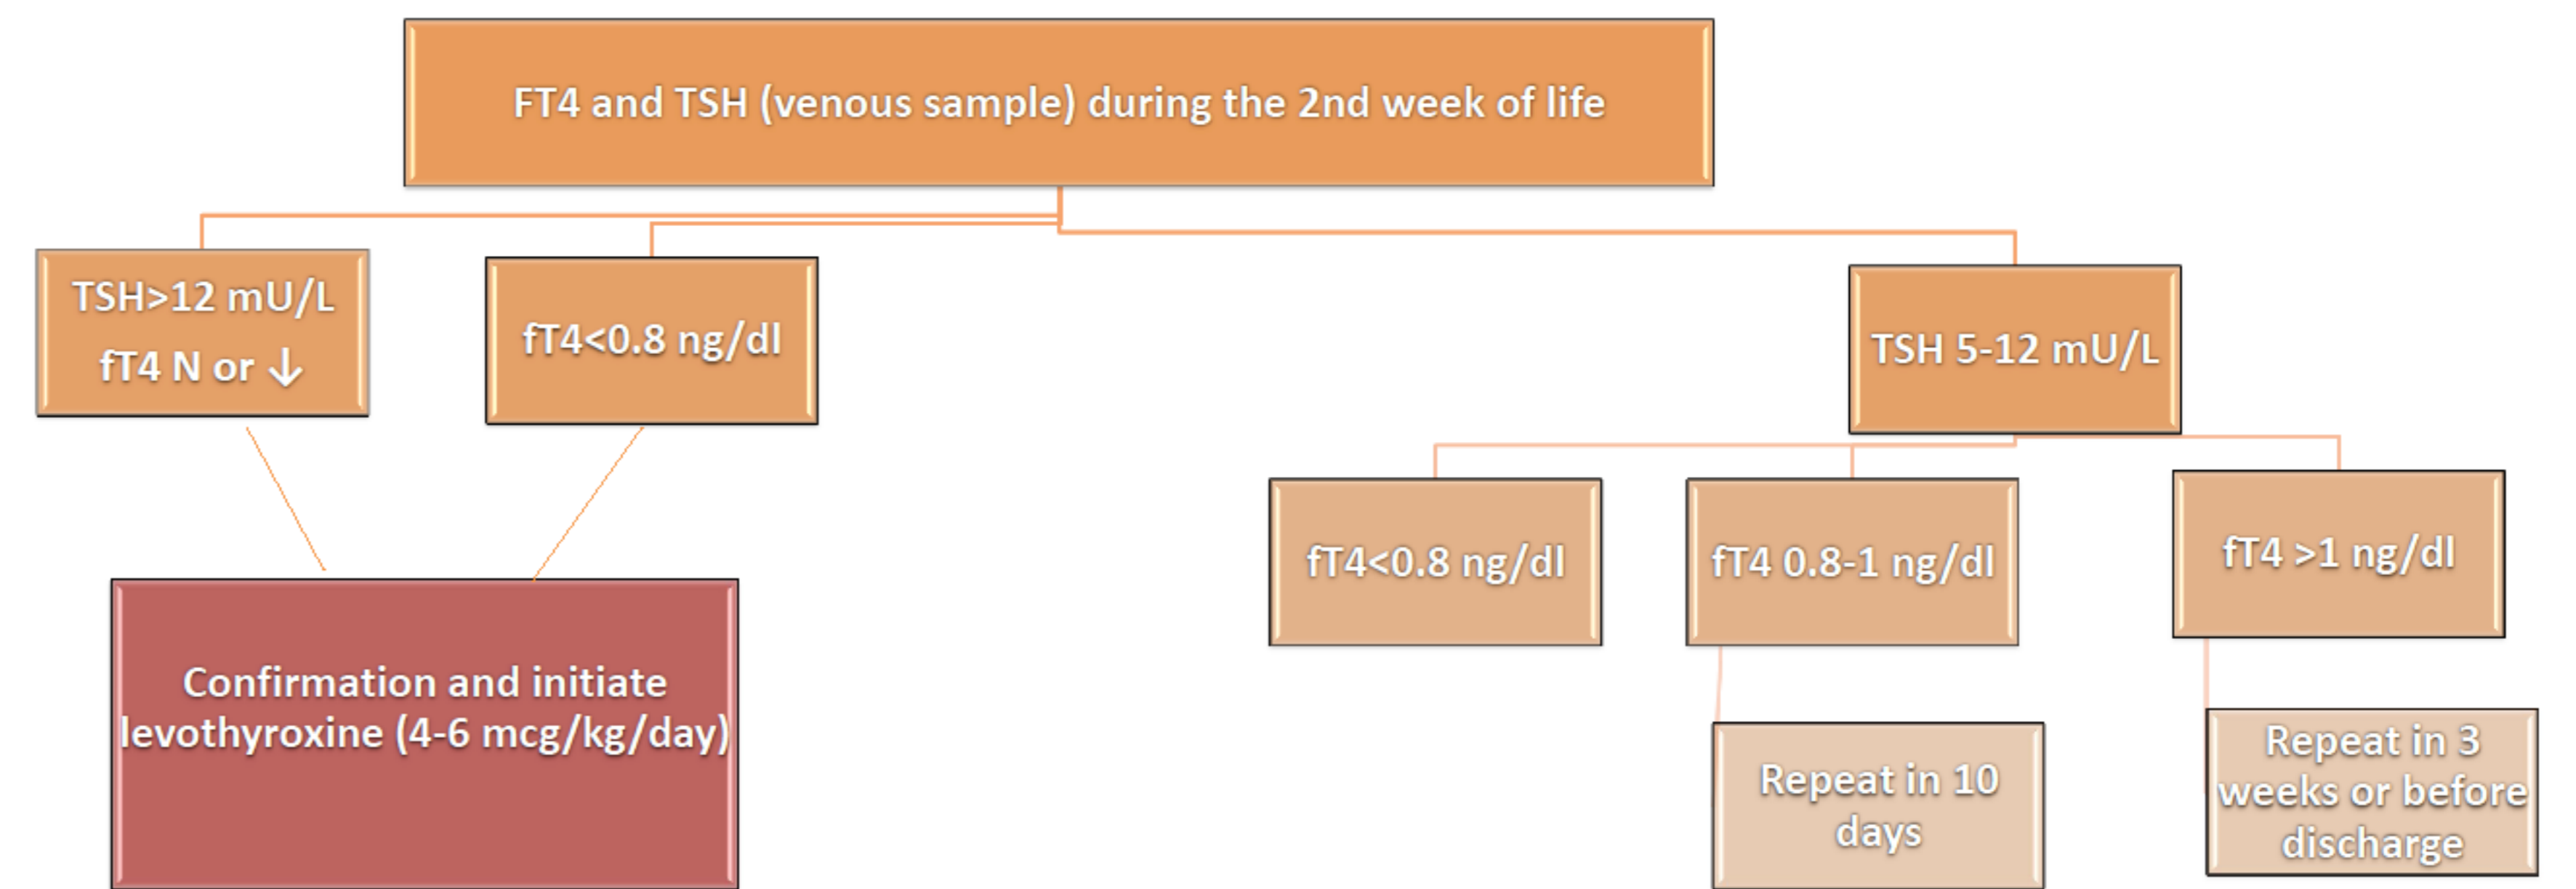 FT4 and TSH (venous sample) during the 2nd week of life
TSH>12 mU/L
fT4 N or ↓
fT4<0.8 ng/dl
TSH 5-12 mU/L
fT4<0.8 ng/dl
fT4 0.8-1 ng/dl
fT4 >1 ng/dl
Confirmation and initiate
levothyroxine (4-6 mcg/kg/day)
Repeat in 10
days
Repeat in 3
weeks or before
discharge